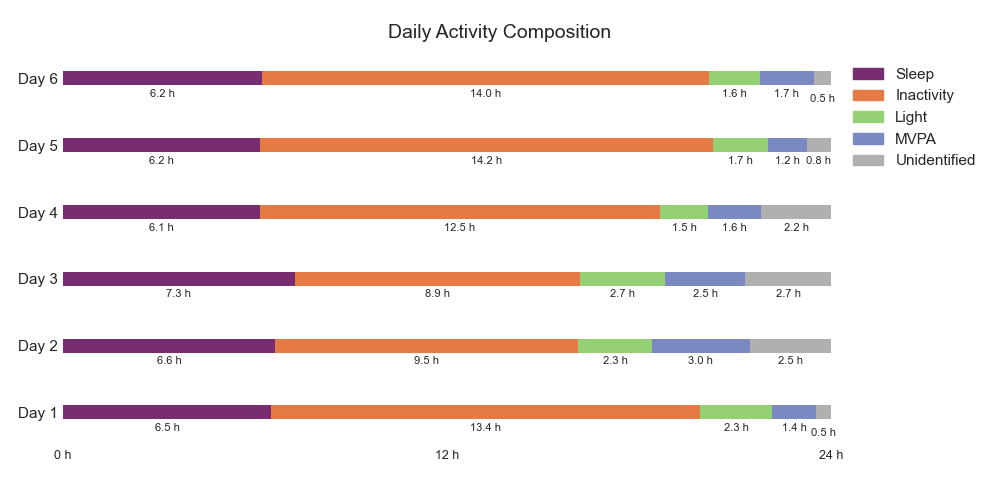 Daily Activity Composition
Day 6
6.2 h 14.0 h 1.6 h 1.7 h 0.5 h
Day 5
6.2 h 14.2 h 1.7 h 1.2 h 0.8 h
Day 4
6.1 h 12.5 h 1.5 h 1.6 h 2.2 h
Day 3
7.3 h 8.9 h 2.7 h 2.5 h 2.7 h
Day 2
6.6 h 9.5 h 2.3 h 3.0 h 2.5 h
Day 1
6.5 h 13.4 h 2.3 h 1.4 h 0.5 h
0 h 12 h 24 h
Sleep
Inactivity
Light
MVPA
Unidentified